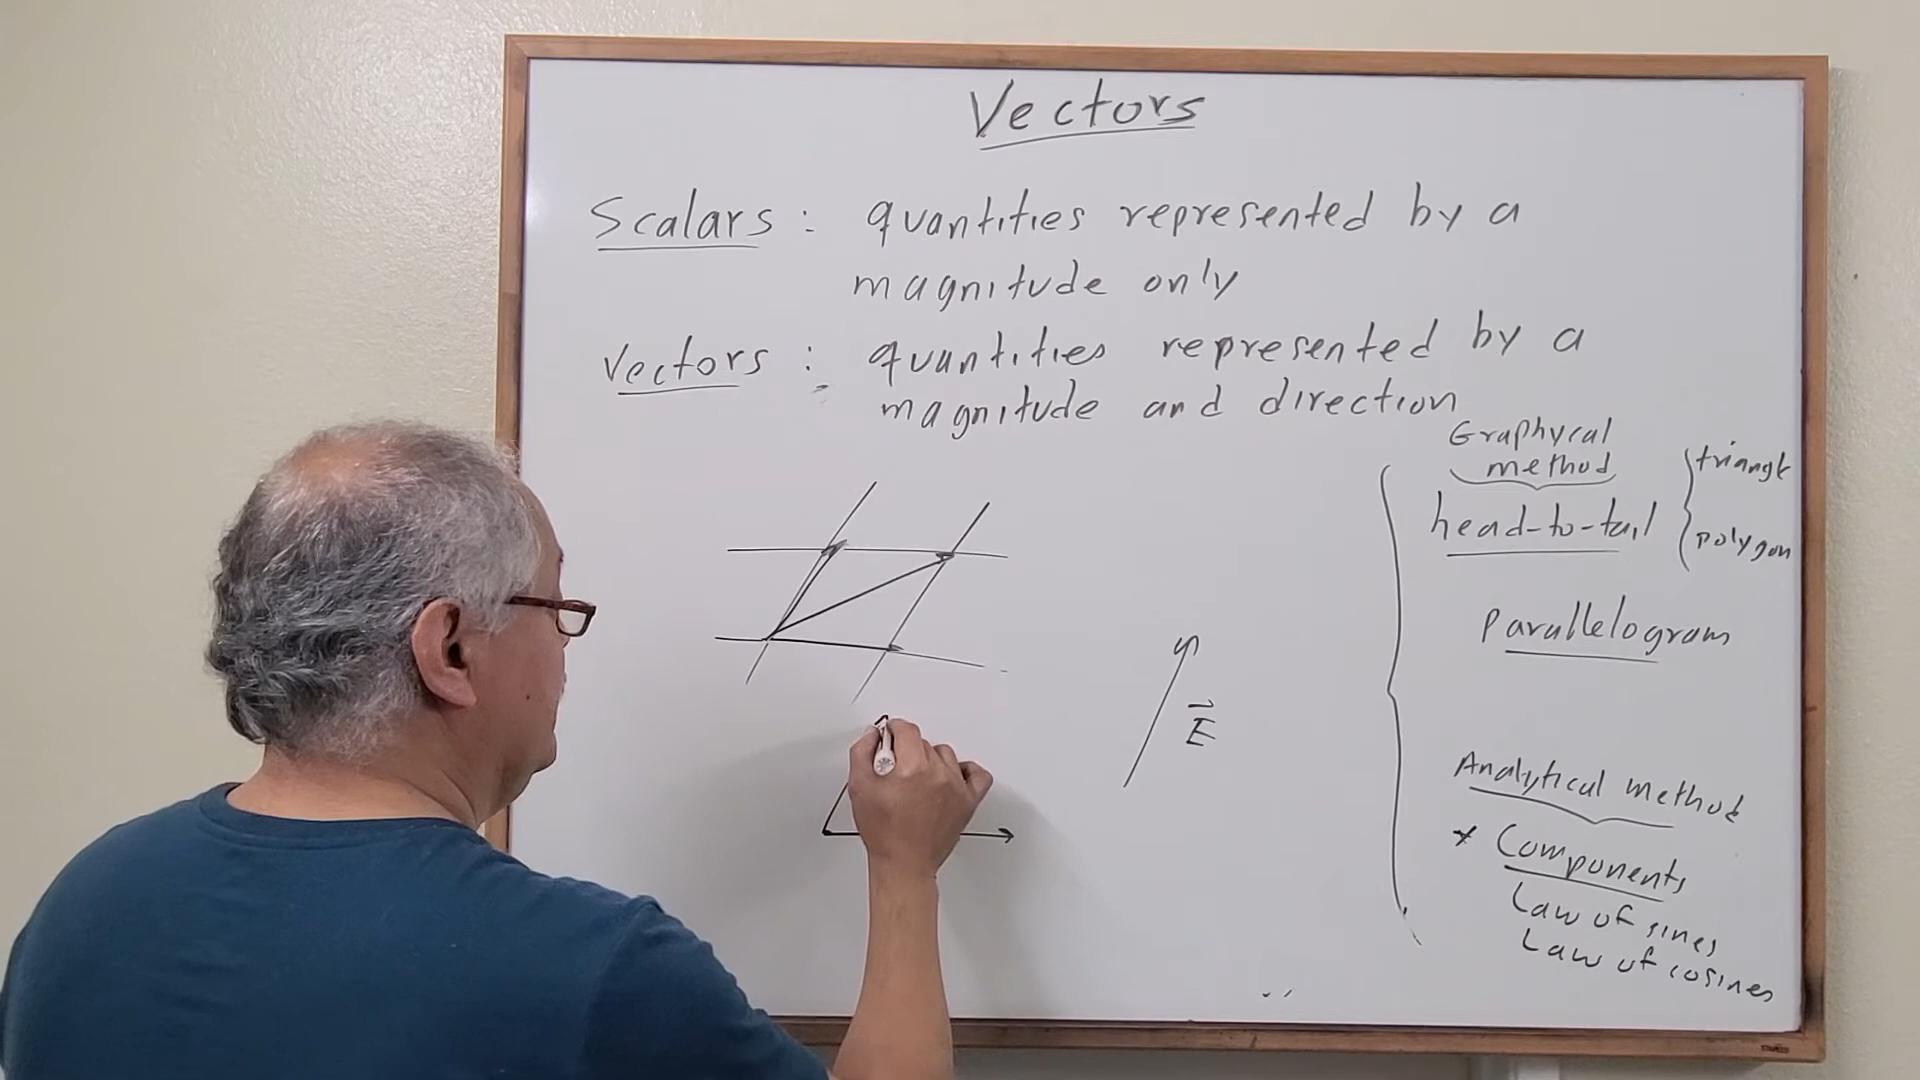 Vectors
Scalars : quantities represented by a
magnitude only
Vectors : quantities represented by a
magnitude and direction
Graphycal
method
head-to-tail
triangle
polygon
parallelogram
E
Analytical method
* Components
Law of sines
Law of cosines